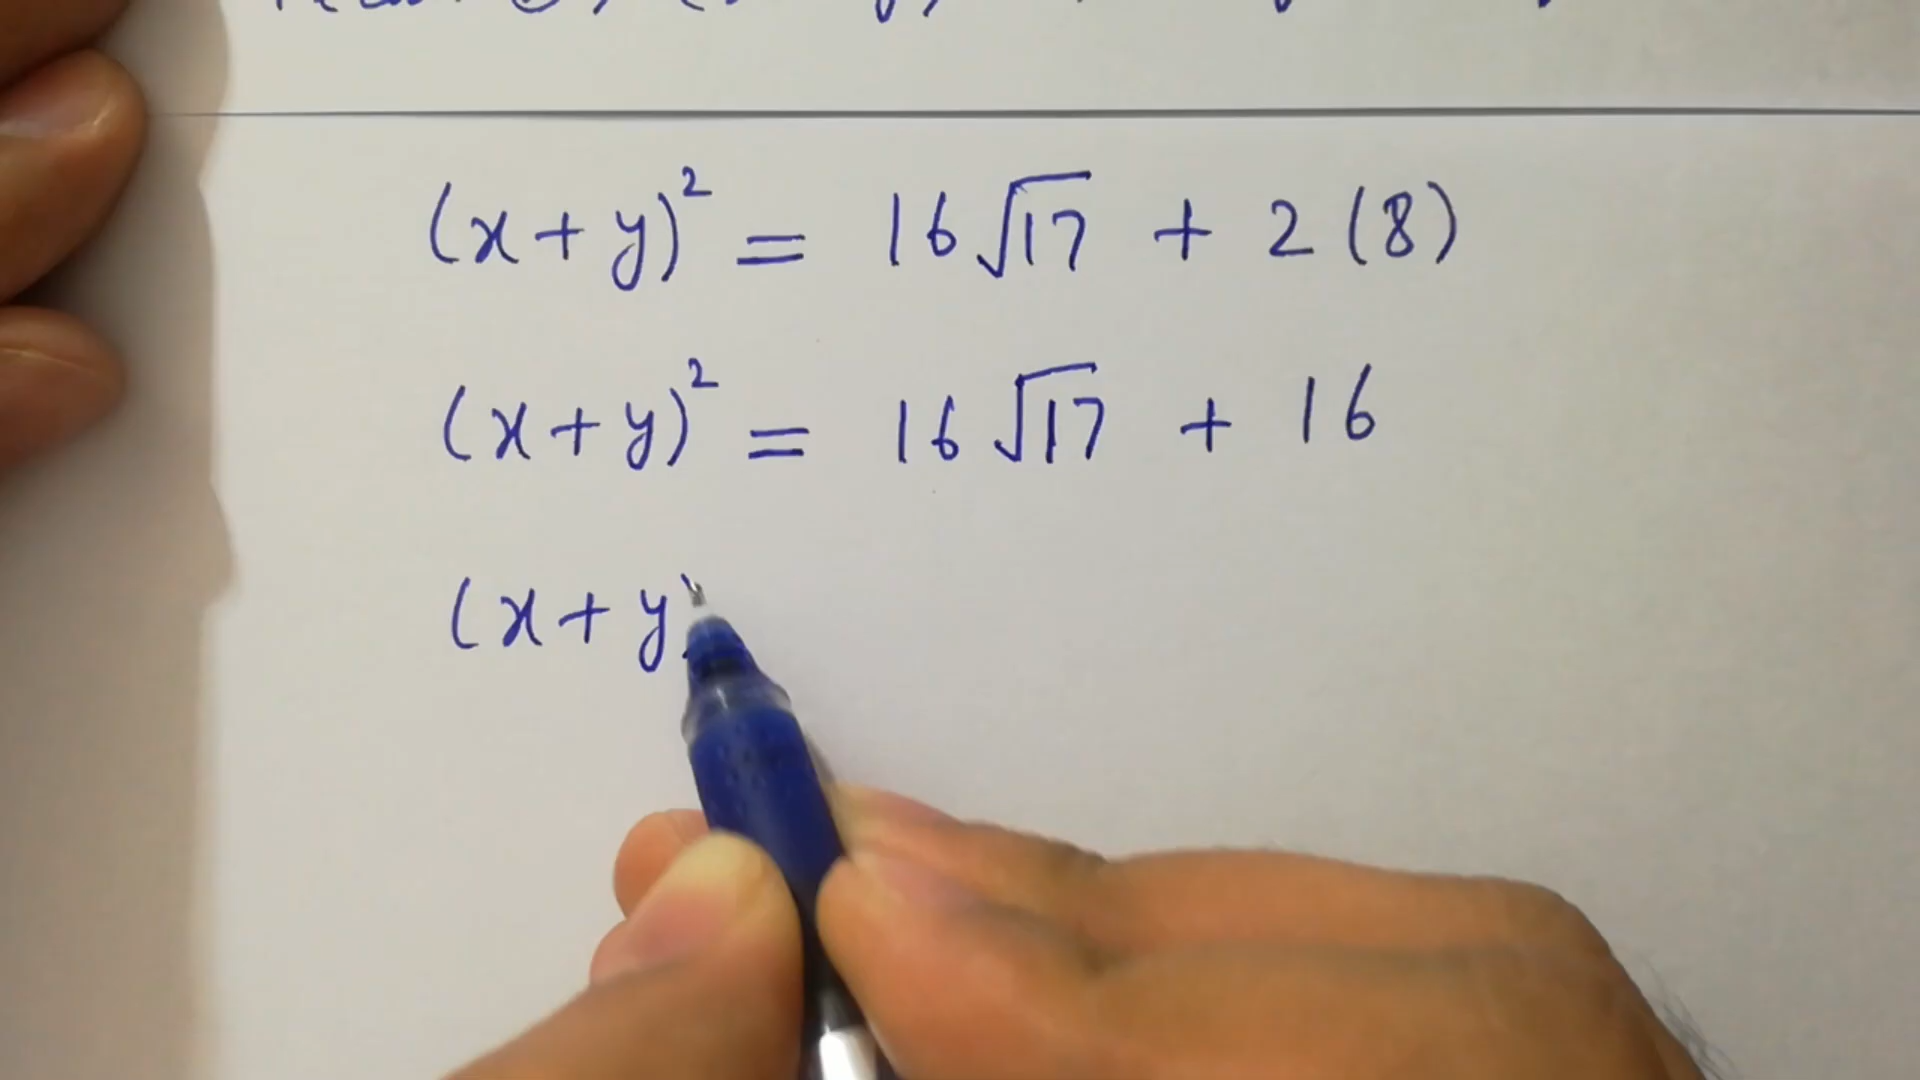 (x+y)² = 16√17 + 2(8)
(x+y)² = 16√17 + 16
(x+y)